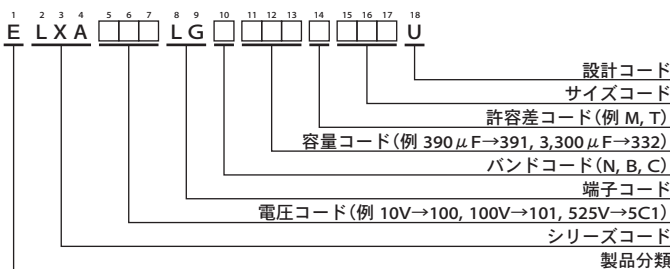 1 2 3 4 5 6 7 8 9 10 11 12 13 14 15 16 17 18
E L X A □□□ L G □ □□□ □ □□□ U
設計コード
サイズコード
許容差コード(例 M, T)
容量コード(例 390μF→391, 3,300μF→332)
バンドコード(N, B, C)
端子コード
電圧コード(例 10V→100, 100V→101, 525V→5C1)
シリーズコード
製品分類